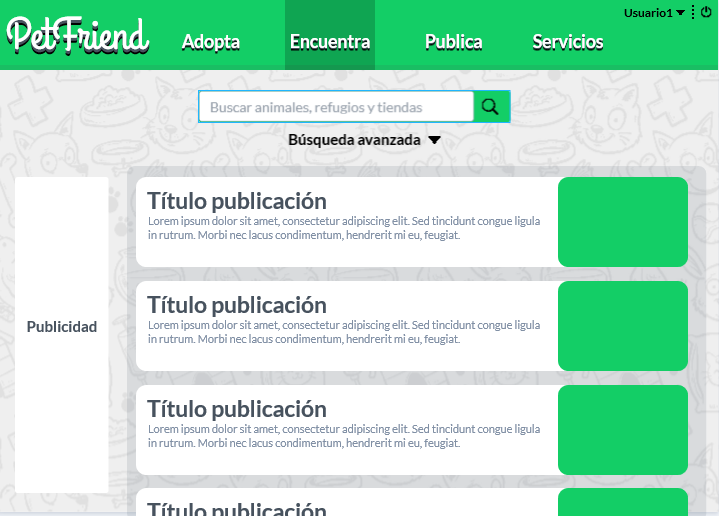 PetFriend
Adopta
Encuentra
Publica
Servicios
Usuario1
Buscar animales, refugios y tiendas
Búsqueda avanzada
Publicidad
Título publicación
Lorem ipsum dolor sit amet, consectetur adipiscing elit. Sed tincidunt congue ligula
in rutrum. Morbi nec lacus condimentum, hendrerit mi eu, feugiat.
Título publicación
Lorem ipsum dolor sit amet, consectetur adipiscing elit. Sed tincidunt congue ligula
in rutrum. Morbi nec lacus condimentum, hendrerit mi eu, feugiat.
Título publicación
Lorem ipsum dolor sit amet, consectetur adipiscing elit. Sed tincidunt congue ligula
in rutrum. Morbi nec lacus condimentum, hendrerit mi eu, feugiat.
Título publicación